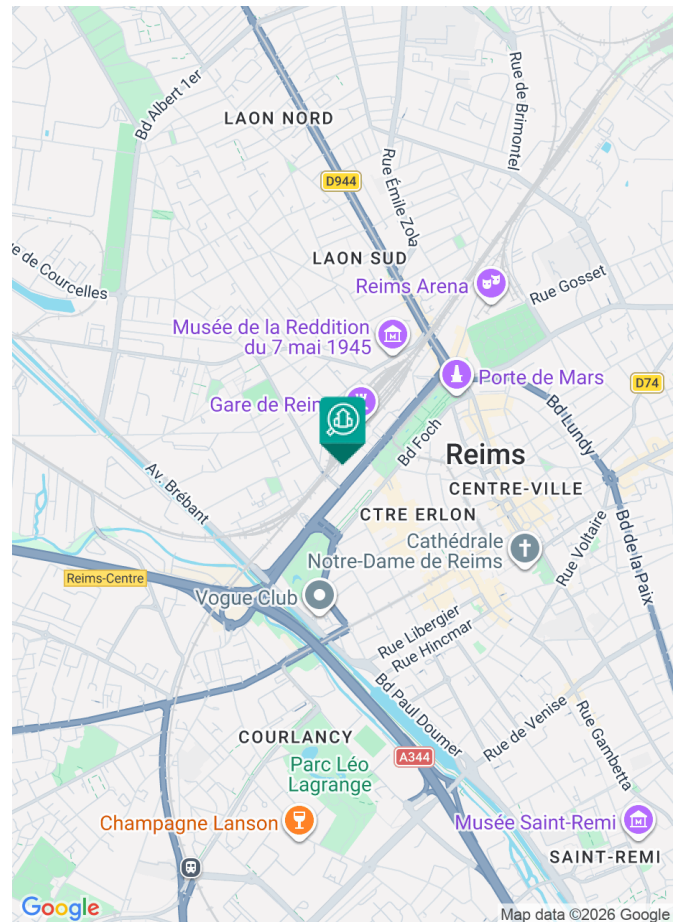 Bd Albert 1er
LAON NORD
Rue de Brimontel
D944
Rue Émile Zola
LAON SUD
de Courcelles
Reims Arena
Rue Gosset
Musée de la Reddition
du 7 mai 1945
Porte de Mars
D74
Gare de
Bd Foch
Bd Lundy
Reims
CENTRE-VILLE
Av. Brébant
CTRE ERLON
Cathédrale
Notre-Dame de Reims
Rue Voltaire
Bd de la Paix
Reims-Centre
Vogue Club
Rue Libergier
Rue Hincmar
Bd Paul Doumer
Rue de Venise
Rue Gambetta
COURLANCY
A344
Parc Léo
Lagrange
Champagne Lanson
Musée Saint-Remi
SAINT-REMI
Google
Map data ©2026 Google